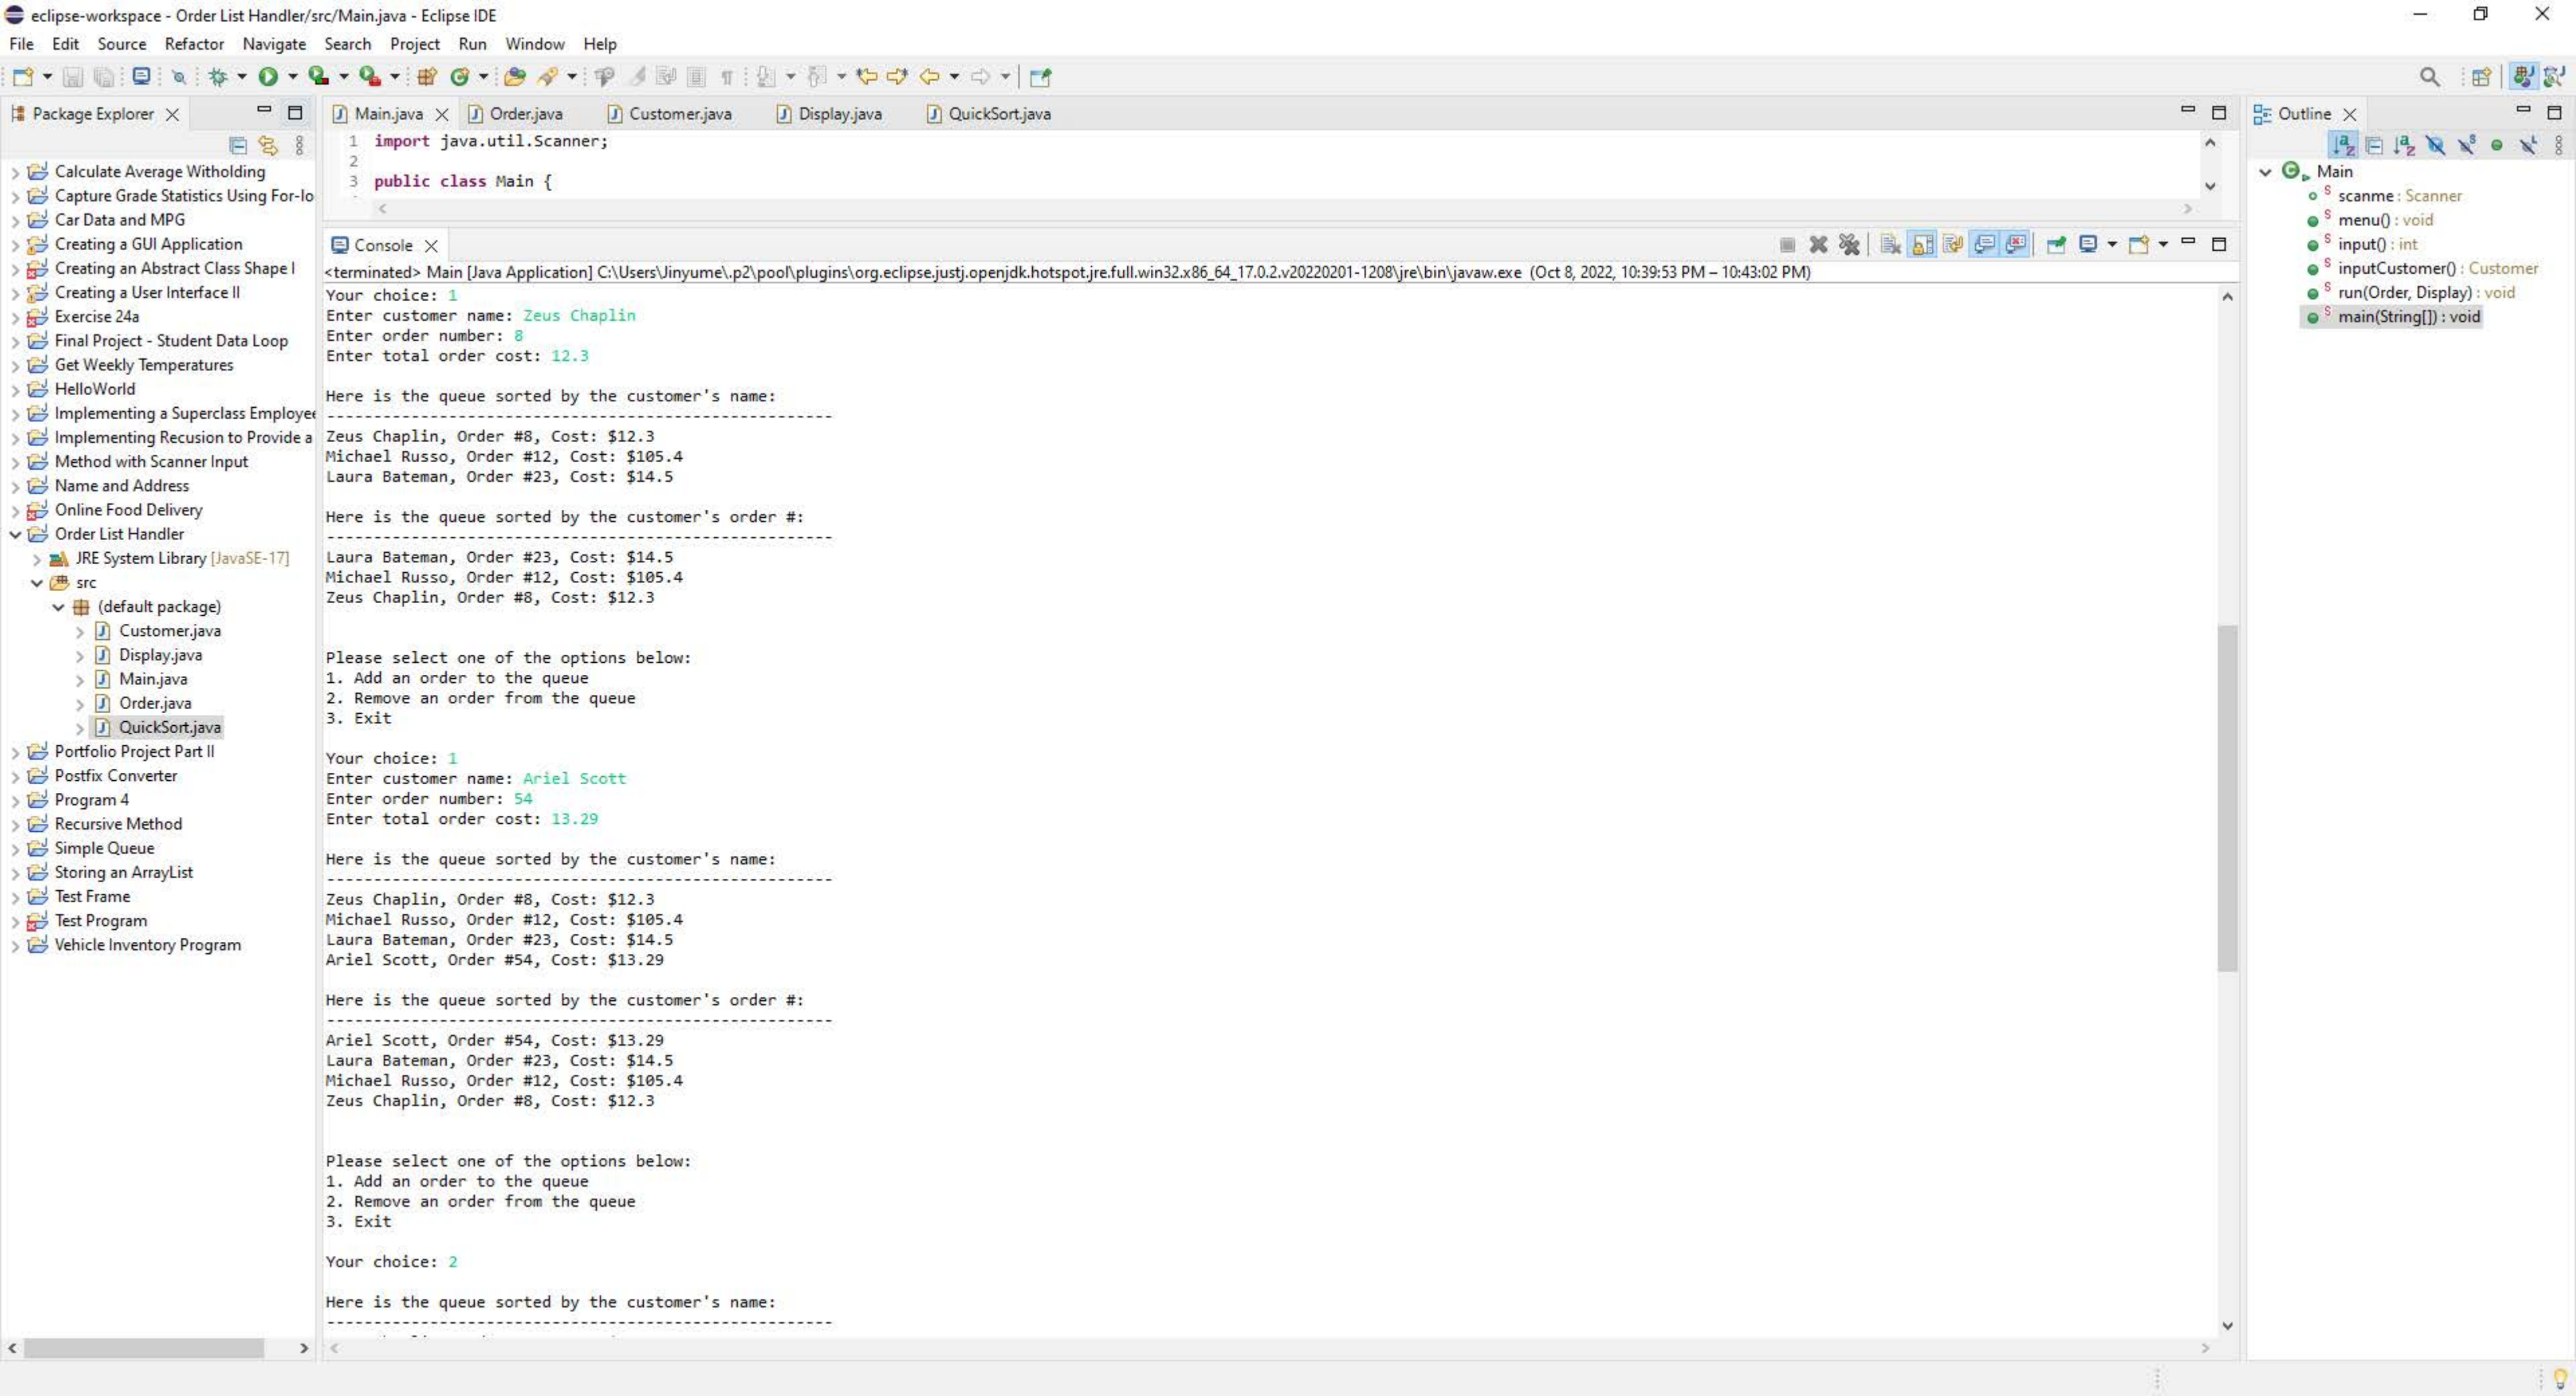 eclipse-workspace - Order List Handler/src/Main.java - Eclipse IDE
File Edit Source Refactor Navigate Search Project Run Window Help
Package Explorer
Calculate Average Witholding
Capture Grade Statistics Using For-lo
Car Data and MPG
Creating a GUI Application
Creating an Abstract Class Shape I
Creating a User Interface II
Exercise 24a
Final Project - Student Data Loop
Get Weekly Temperatures
HelloWorld
Implementing a Superclass Employee
Implementing Recusion to Provide a
Method with Scanner Input
Name and Address
Online Food Delivery
Order List Handler
JRE System Library [JavaSE-17]
src
(default package)
Customer.java
Display.java
Main.java
Order.java
QuickSort.java
Portfolio Project Part II
Postfix Converter
Program 4
Recursive Method
Simple Queue
Storing an ArrayList
Test Frame
Test Program
Vehicle Inventory Program
Main.java Order.java Customer.java Display.java QuickSort.java
1 import java.util.Scanner;
2
3 public class Main {
Console
<terminated> Main [Java Application] C:\Users\Jinyume\.p2\pool\plugins\org.eclipse.justj.openjdk.hotspot.jre.full.win32.x86_64_17.0.2.v20220201-1208\jre\bin\javaw.exe (Oct 8, 2022, 10:39:53 PM – 10:43:02 PM)
Your choice: 1
Enter customer name: Zeus Chaplin
Enter order number: 8
Enter total order cost: 12.3
Here is the queue sorted by the customer's name:
------------------------------------------------------
Zeus Chaplin, Order #8, Cost: $12.3
Michael Russo, Order #12, Cost: $105.4
Laura Bateman, Order #23, Cost: $14.5
Here is the queue sorted by the customer's order #:
------------------------------------------------------
Laura Bateman, Order #23, Cost: $14.5
Michael Russo, Order #12, Cost: $105.4
Zeus Chaplin, Order #8, Cost: $12.3
Please select one of the options below:
1. Add an order to the queue
2. Remove an order from the queue
3. Exit
Your choice: 1
Enter customer name: Ariel Scott
Enter order number: 54
Enter total order cost: 13.29
Here is the queue sorted by the customer's name:
------------------------------------------------------
Zeus Chaplin, Order #8, Cost: $12.3
Michael Russo, Order #12, Cost: $105.4
Laura Bateman, Order #23, Cost: $14.5
Ariel Scott, Order #54, Cost: $13.29
Here is the queue sorted by the customer's order #:
------------------------------------------------------
Ariel Scott, Order #54, Cost: $13.29
Laura Bateman, Order #23, Cost: $14.5
Michael Russo, Order #12, Cost: $105.4
Zeus Chaplin, Order #8, Cost: $12.3
Please select one of the options below:
1. Add an order to the queue
2. Remove an order from the queue
3. Exit
Your choice: 2
Here is the queue sorted by the customer's name:
------------------------------------------------------
Outline
Main
scanme : Scanner
menu() : void
input() : int
inputCustomer() : Customer
run(Order, Display) : void
main(String[]) : void